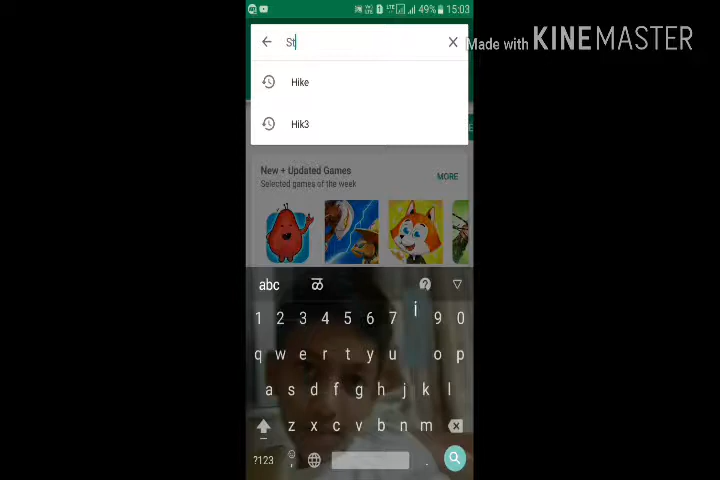 49% 15:03
St
Made with KINEMASTER
Hike
Hik3
New + Updated Games
MORE
Selected games of the week
abc ळ
1 2 3 4 5 6 7 i 9 0
q w e r t y u o p
a s d f g h j k l
z x c v b n m
?123 , .